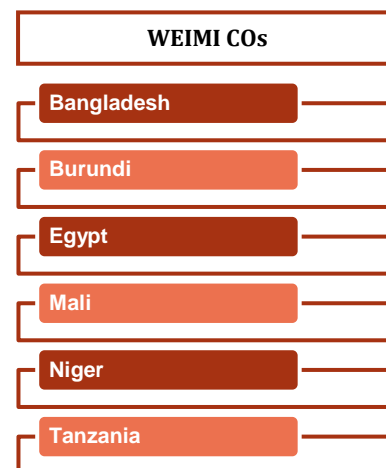 WEIMI COs
Bangladesh
Burundi
Egypt
Mali
Niger
Tanzania